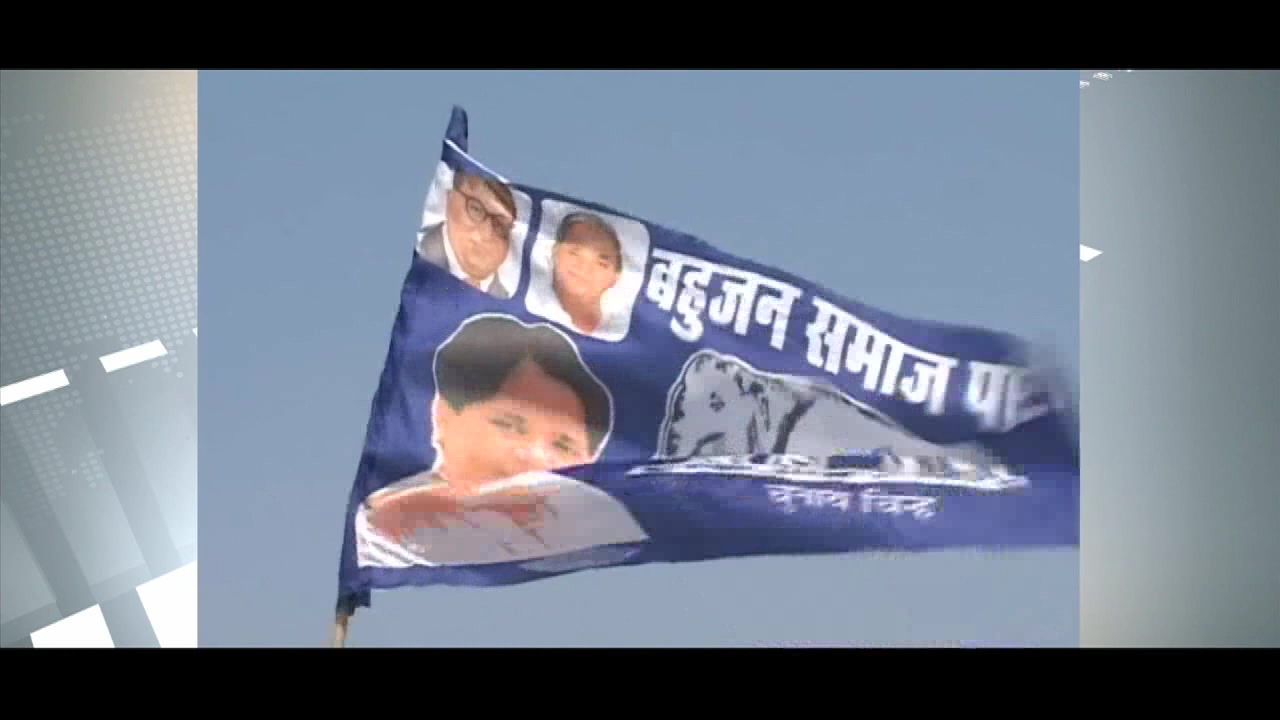 बहुजन समाज पार्टी
चुनाव चिन्ह